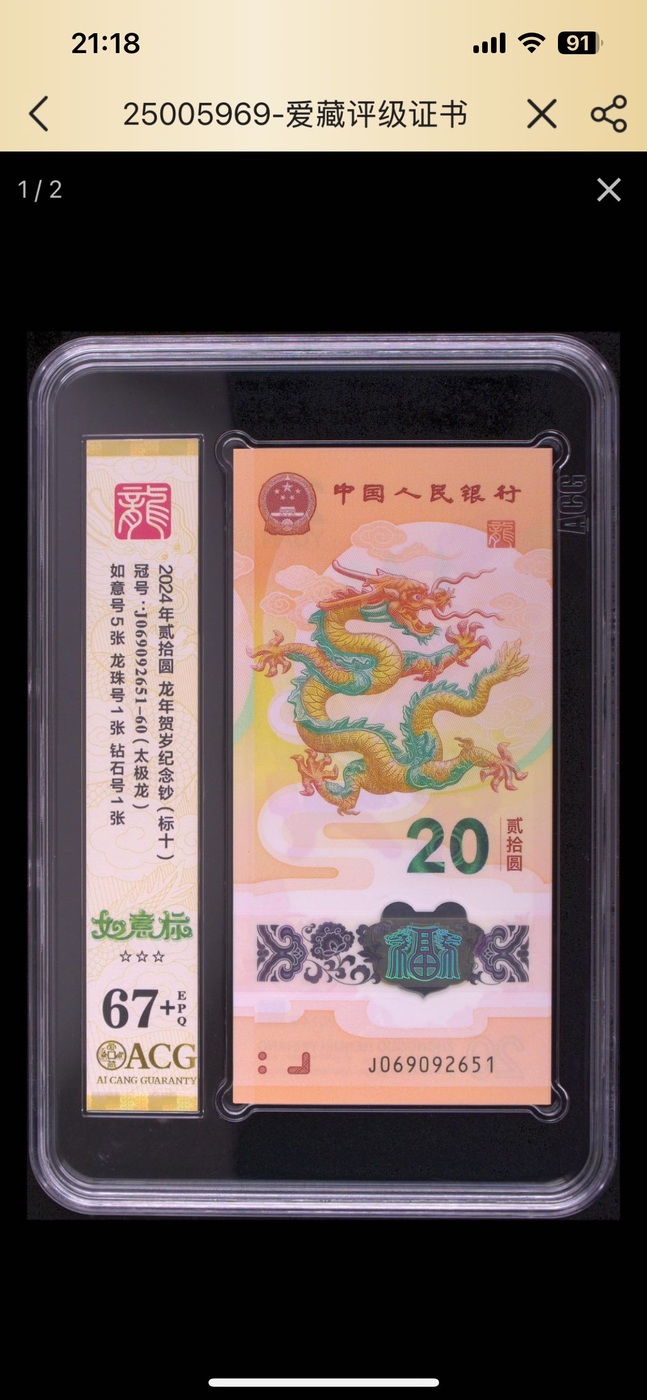 21:18
91
25005969-爱藏评级证书
1 / 2
龍
2024年贰拾圆 龙年贺岁纪念钞(标十)
冠号:J069092651-60(太极龙)
如意号5张 龙珠号1张 钻石号1张
如意标
☆☆☆
67+EPQ
ACG
AI CANG GUARANTY
中国人民银行
龍
20
贰拾圆
福
J069092651
ACG